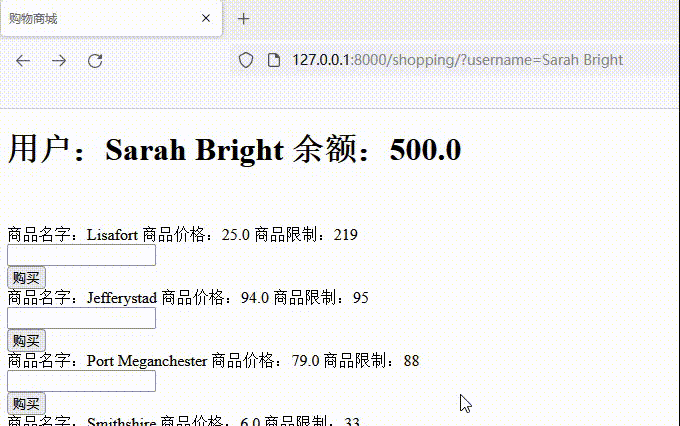 购物商城
127.0.0.1:8000/shopping/?username=Sarah Bright
用户：Sarah Bright 余额：500.0
商品名字：Lisafort 商品价格：25.0 商品限制：219
购买
商品名字：Jefferystad 商品价格：94.0 商品限制：95
购买
商品名字：Port Meganchester 商品价格：79.0 商品限制：88
购买
商品名字：Smithshire 商品价格：6.0 商品限制：33